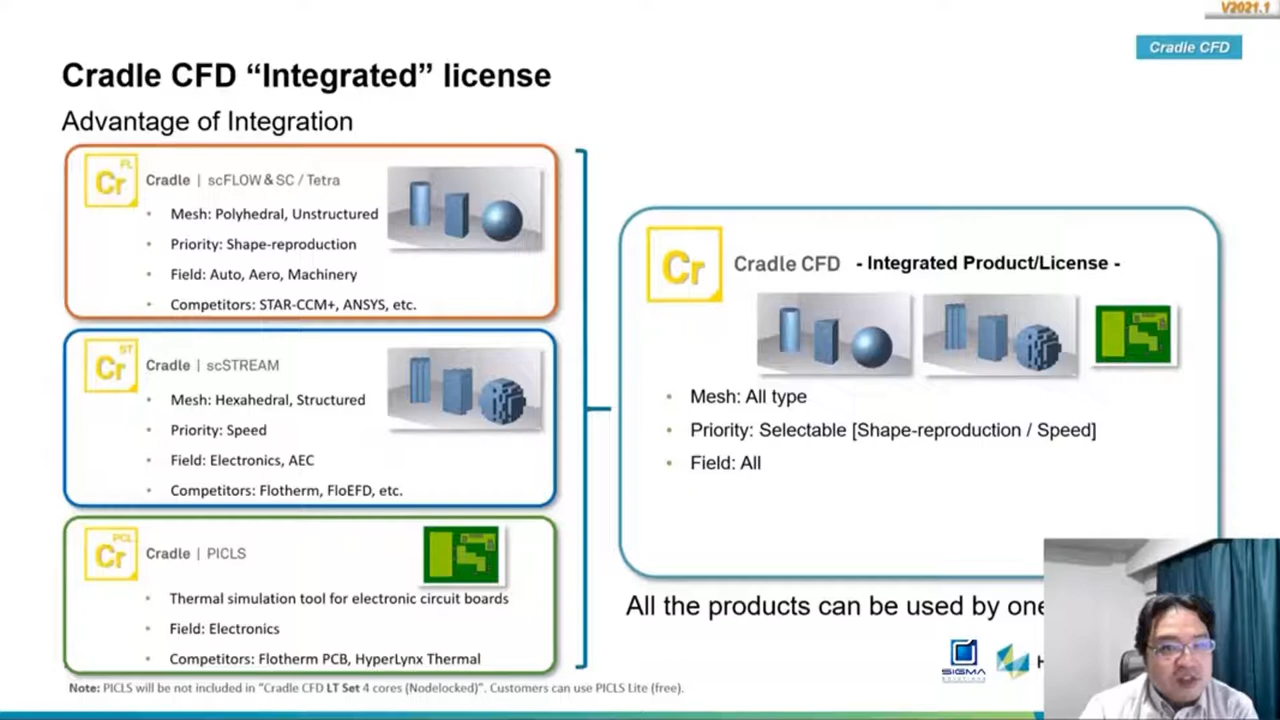 V2021.1
Cradle CFD
Cradle CFD “Integrated” license
Advantage of Integration
FL
Cr
Cradle | scFLOW & SC / Tetra
• Mesh: Polyhedral, Unstructured
• Priority: Shape-reproduction
• Field: Auto, Aero, Machinery
• Competitors: STAR-CCM+, ANSYS, etc.
ST
Cr
Cradle | scSTREAM
• Mesh: Hexahedral, Structured
• Priority: Speed
• Field: Electronics, AEC
• Competitors: Flotherm, FloEFD, etc.
PCL
Cr
Cradle | PICLS
• Thermal simulation tool for electronic circuit boards
• Field: Electronics
• Competitors: Flotherm PCB, HyperLynx Thermal
Note: PICLS will be not included in “Cradle CFD LT Set 4 cores (Nodelocked)”. Customers can use PICLS Lite (free).
Cr
Cradle CFD - Integrated Product/License -
• Mesh: All type
• Priority: Selectable [Shape-reproduction / Speed]
• Field: All
All the products can be used by one
SIGMA
H